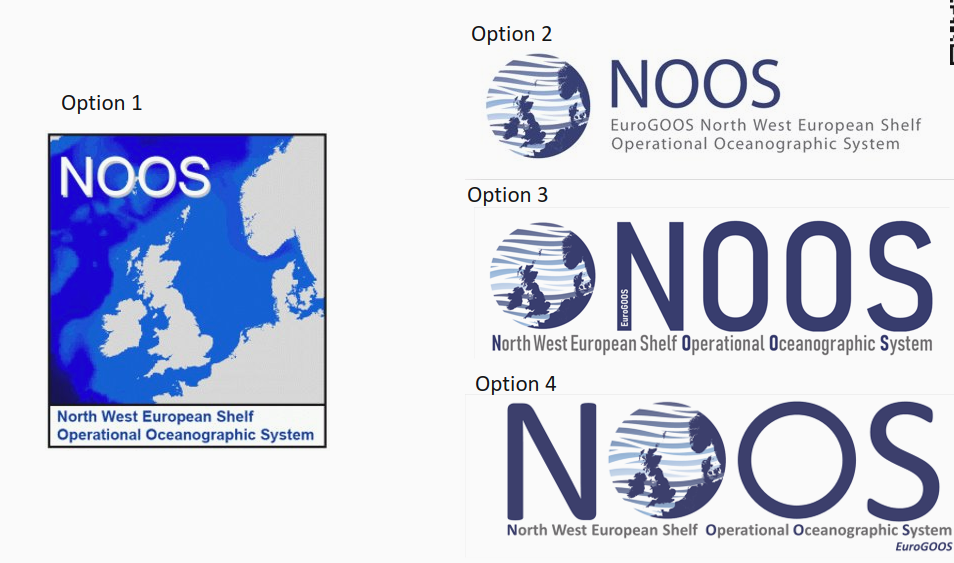 Option 1
NOOS
North West European Shelf
Operational Oceanographic System
Option 2
NOOS
EuroGOOS North West European Shelf
Operational Oceanographic System
Option 3
EuroGOOS
NOOS
North West European Shelf Operational Oceanographic System
Option 4
NOOS
North West European Shelf Operational Oceanographic System
EuroGOOS